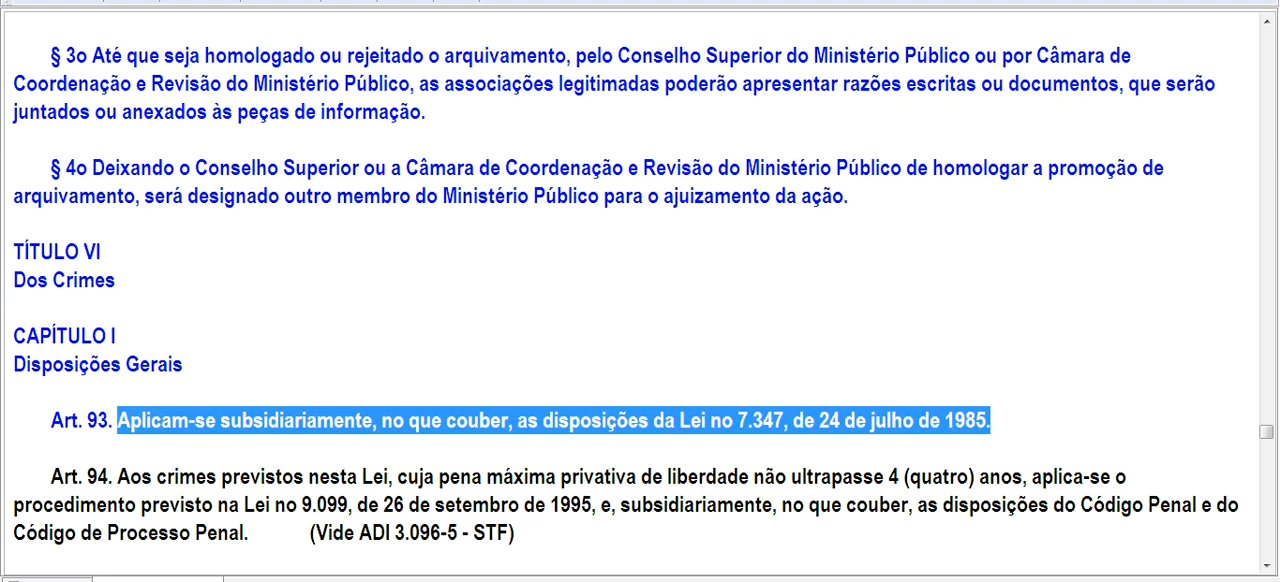 § 3o Até que seja homologado ou rejeitado o arquivamento, pelo Conselho Superior do Ministério Público ou por Câmara de
Coordenação e Revisão do Ministério Público, as associações legitimadas poderão apresentar razões escritas ou documentos, que serão
juntados ou anexados às peças de informação.
§ 4o Deixando o Conselho Superior ou a Câmara de Coordenação e Revisão do Ministério Público de homologar a promoção de
arquivamento, será designado outro membro do Ministério Público para o ajuizamento da ação.
TÍTULO VI
Dos Crimes
CAPÍTULO I
Disposições Gerais
Art. 93. Aplicam-se subsidiariamente, no que couber, as disposições da Lei no 7.347, de 24 de julho de 1985.
Art. 94. Aos crimes previstos nesta Lei, cuja pena máxima privativa de liberdade não ultrapasse 4 (quatro) anos, aplica-se o
procedimento previsto na Lei no 9.099, de 26 de setembro de 1995, e, subsidiariamente, no que couber, as disposições do Código Penal e do
Código de Processo Penal. (Vide ADI 3.096-5 - STF)